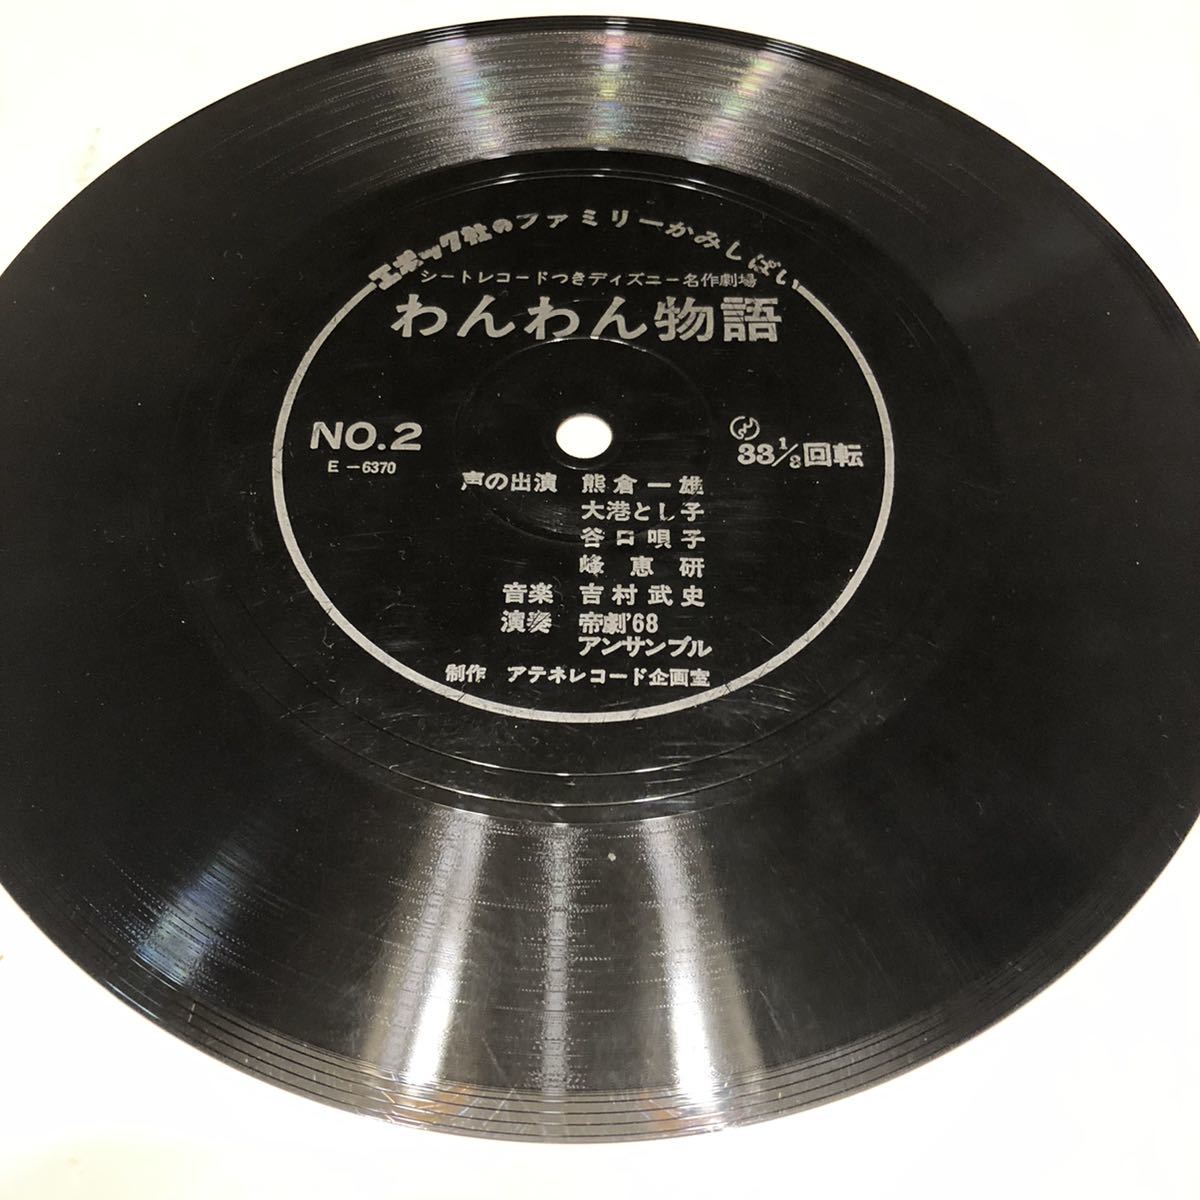 エポック社のファミリーかみしばい
シートレコードつきディズニー名作劇場
わんわん物語
NO.2
E-6370
33 1/3回転
声の出演 熊倉一雄
大港とし子
谷口唄子
峰恵研
音楽 吉村武史
演奏 帝劇'68
アンサンブル
制作 アテネレコード企画室